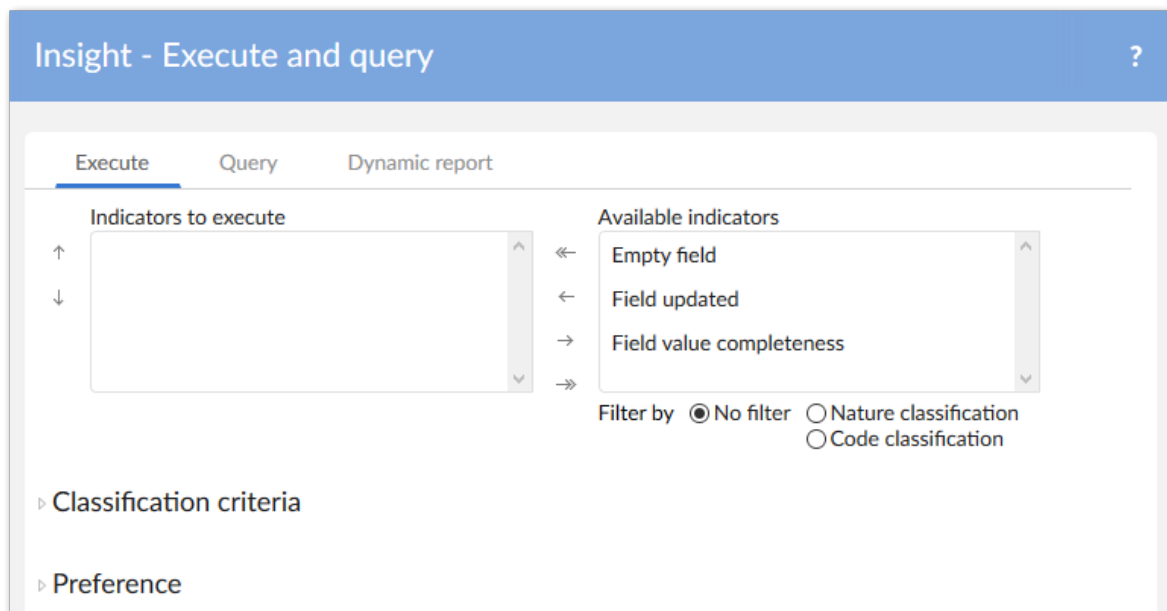 Insight - Execute and query ?
Execute Query Dynamic report
Indicators to execute Available indicators
Empty field
Field updated
Field value completeness
Filter by No filter Nature classification
Code classification
Classification criteria
Preference